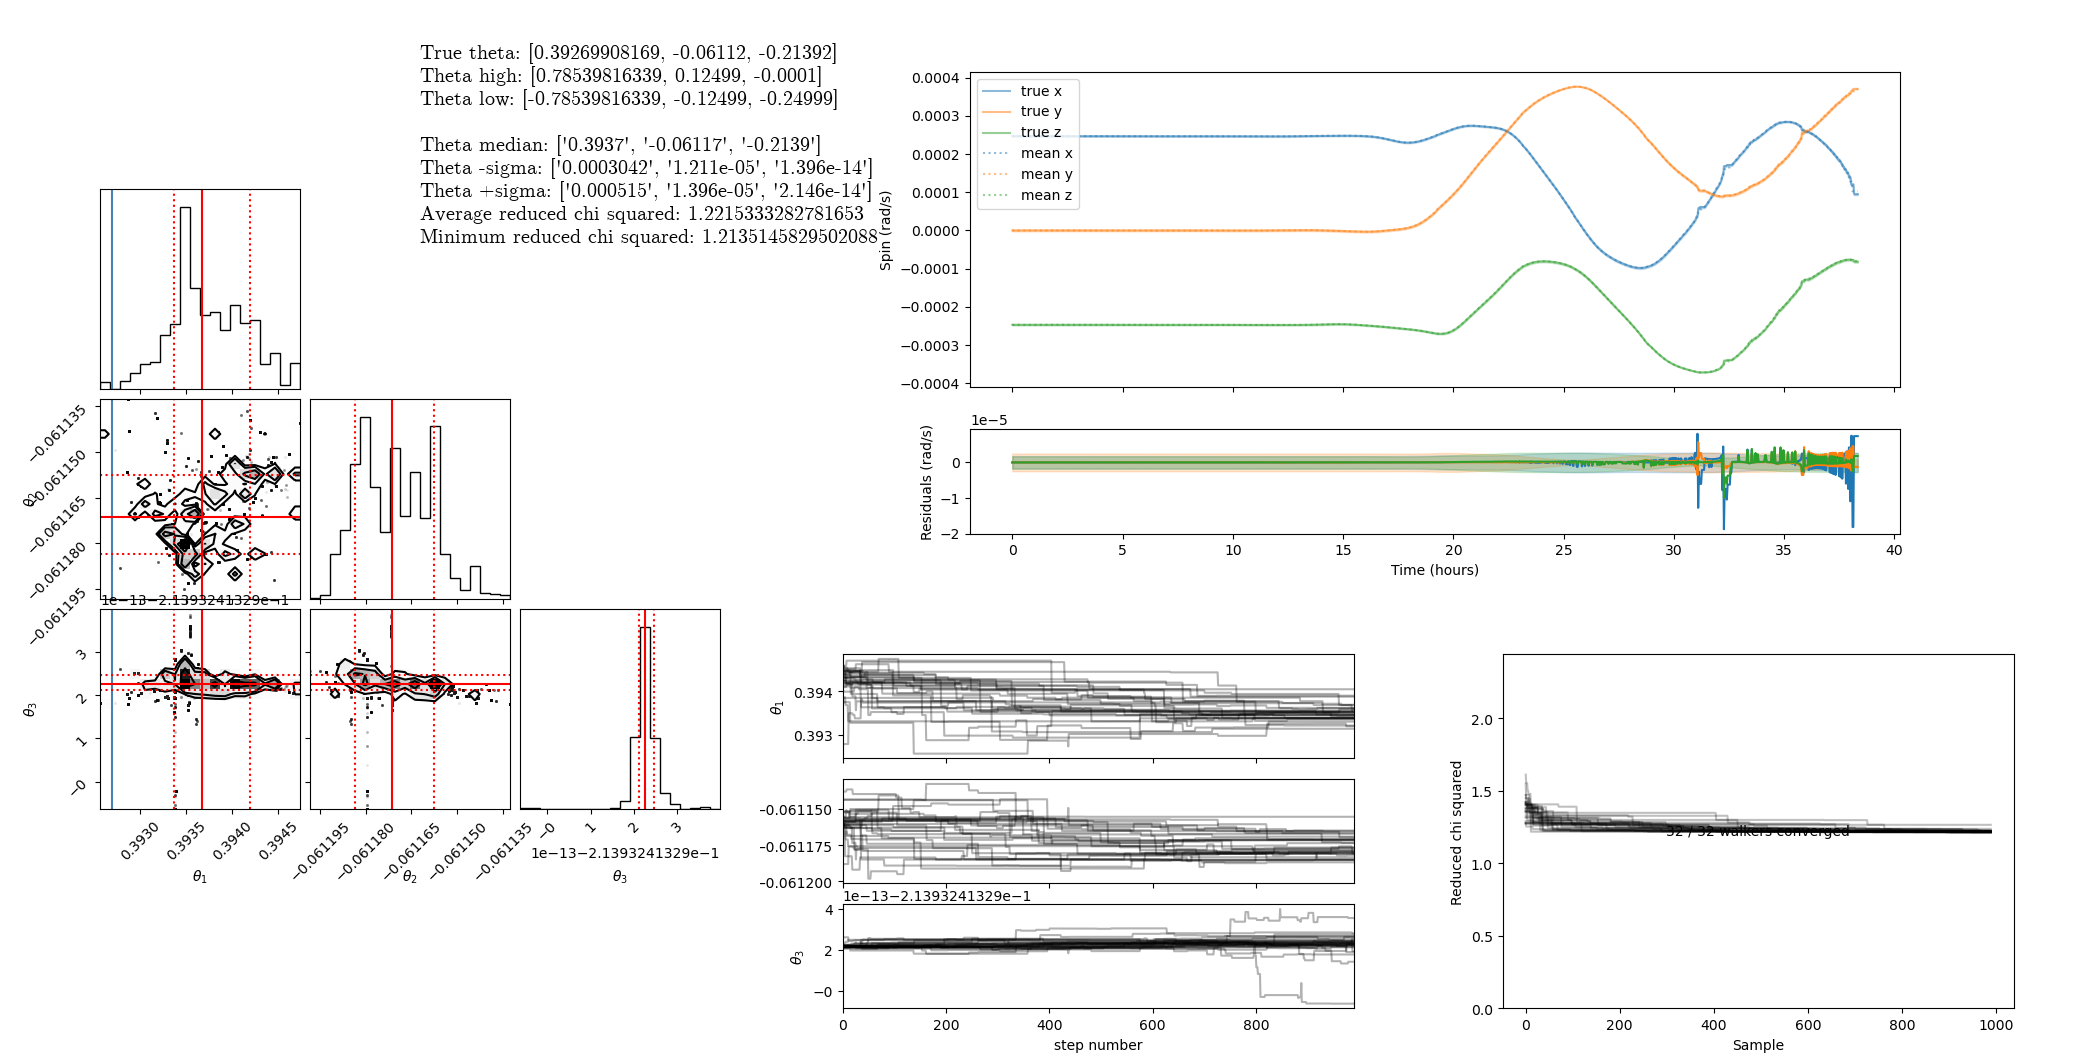 True theta: [0.39269908169, -0.06112, -0.21392]
Theta high: [0.78539816339, 0.12499, -0.0001]
Theta low: [-0.78539816339, -0.12499, -0.24999]
Theta median: ['0.3937', '-0.06117', '-0.2139']
Theta -sigma: ['0.0003042', '1.211e-05', '1.396e-14']
Theta +sigma: ['0.000515', '1.396e-05', '2.146e-14']
Average reduced chi squared: 1.2215333282781653
Minimum reduced chi squared: 1.2135145829502088
0.0004
0.0003
0.0002
0.0001
0.0000
−0.0001
−0.0002
−0.0003
−0.0004
Spin (rad/s)
true x
true y
true z
mean x
mean y
mean z
1e−5
0
−1
−2
Residuals (rad/s)
0
5
10
15
20
25
30
35
40
Time (hours)
−0.061135
−0.061150
−0.061165
−0.061180
−0.061195
θ2
1e−13−2.1393241329e−1
3
2
1
−0
θ3
0.3930
0.3935
0.3940
0.3945
θ1
−0.061195
−0.061180
−0.061165
−0.061150
−0.061135
θ2
−0
1
2
3
1e−13−2.1393241329e−1
θ3
0.394
0.393
θ1
−0.061150
−0.061175
−0.061200
1e−13−2.1393241329e−1
4
2
−0
θ3
0
200
400
600
800
step number
2.0
1.5
1.0
0.5
0.0
Reduced chi squared
32 / 32 walkers converged
0
200
400
600
800
1000
Sample